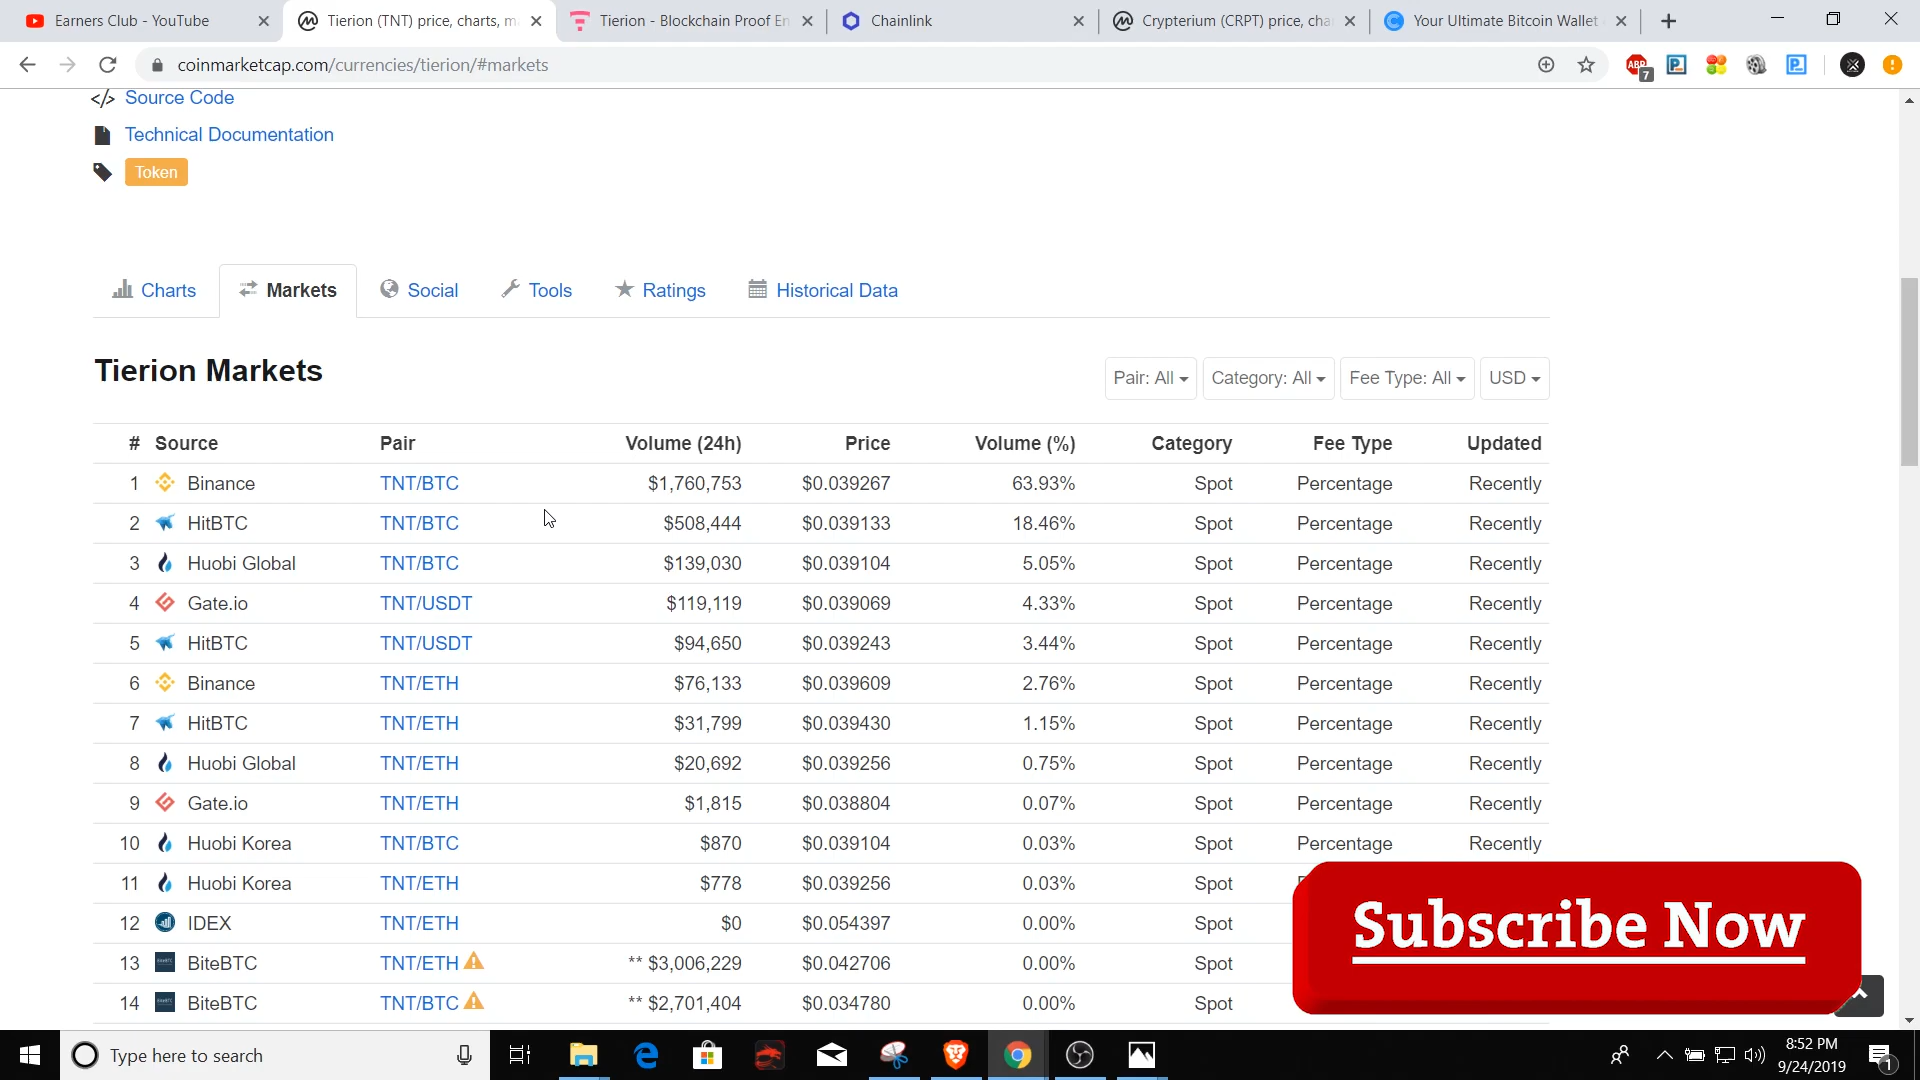 Earners Club - YouTube
Tierion (TNT) price, charts, m
Tierion - Blockchain Proof En
Chainlink
Crypterium (CRPT) price, cha
Your Ultimate Bitcoin Wallet
coinmarketcap.com/currencies/tierion/#markets
ABP
7
Source Code
Technical Documentation
Token
Charts
Markets
Social
Tools
Ratings
Historical Data
Tierion Markets
Pair: All
Category: All
Fee Type: All
USD
# Source Pair Volume (24h) Price Volume (%) Category Fee Type Updated
1 Binance TNT/BTC $1,760,753 $0.039267 63.93% Spot Percentage Recently
2 HitBTC TNT/BTC $508,444 $0.039133 18.46% Spot Percentage Recently
3 Huobi Global TNT/BTC $139,030 $0.039104 5.05% Spot Percentage Recently
4 Gate.io TNT/USDT $119,119 $0.039069 4.33% Spot Percentage Recently
5 HitBTC TNT/USDT $94,650 $0.039243 3.44% Spot Percentage Recently
6 Binance TNT/ETH $76,133 $0.039609 2.76% Spot Percentage Recently
7 HitBTC TNT/ETH $31,799 $0.039430 1.15% Spot Percentage Recently
8 Huobi Global TNT/ETH $20,692 $0.039256 0.75% Spot Percentage Recently
9 Gate.io TNT/ETH $1,815 $0.038804 0.07% Spot Percentage Recently
10 Huobi Korea TNT/BTC $870 $0.039104 0.03% Spot Percentage Recently
11 Huobi Korea TNT/ETH $778 $0.039256 0.03% Spot
12 IDEX TNT/ETH $0 $0.054397 0.00% Spot
13 BiteBTC TNT/ETH ** $3,006,229 $0.042706 0.00% Spot
14 BiteBTC TNT/BTC ** $2,701,404 $0.034780 0.00% Spot
Subscribe Now
Type here to search
8:52 PM
9/24/2019
1